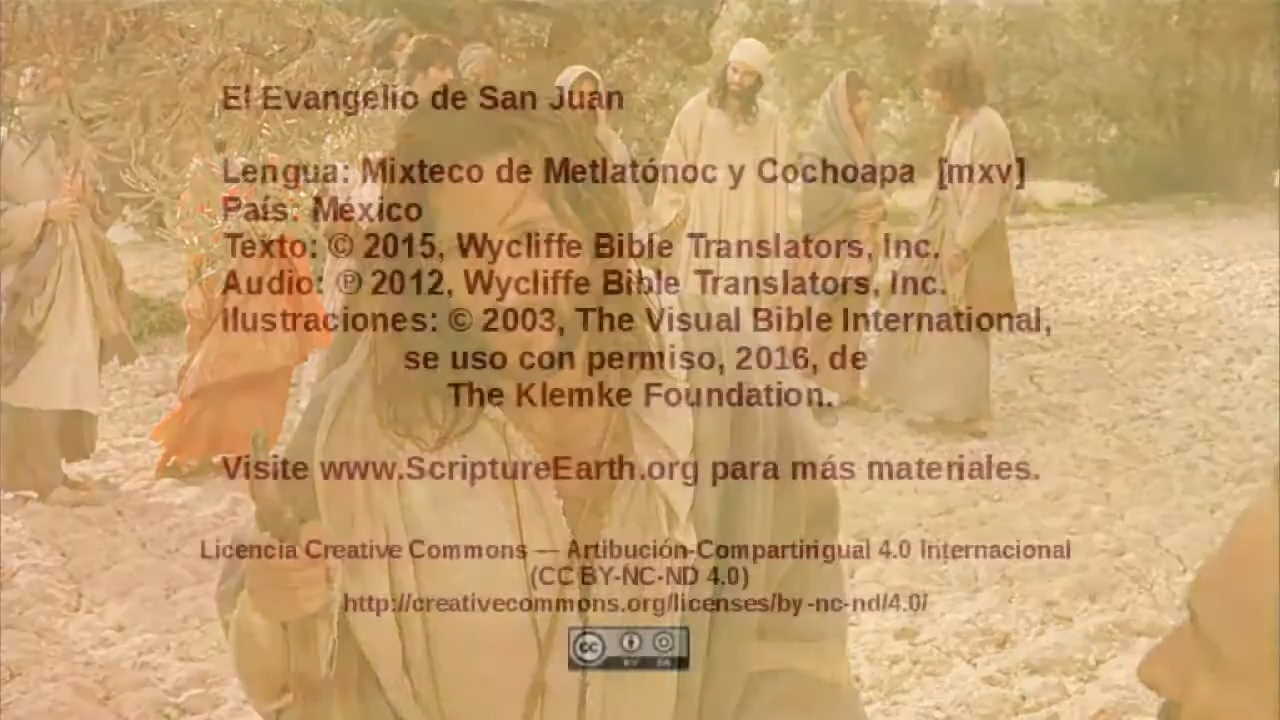 El Evangelio de San Juan
Lengua: Mixteco de Metlatónoc y Cochoapa [mxv]
País: México
Texto: © 2015, Wycliffe Bible Translators, Inc.
Audio: ℗ 2012, Wycliffe Bible Translators, Inc.
Ilustraciones: © 2003, The Visual Bible International,
se uso con permiso, 2016, de
The Klemke Foundation.
Visite www.ScriptureEarth.org para más materiales.
Licencia Creative Commons — Artibución-Compartirigual 4.0 Internacional
(CC BY-NC-ND 4.0)
http://creativecommons.org/licenses/by-nc-nd/4.0/
cc
BY SA